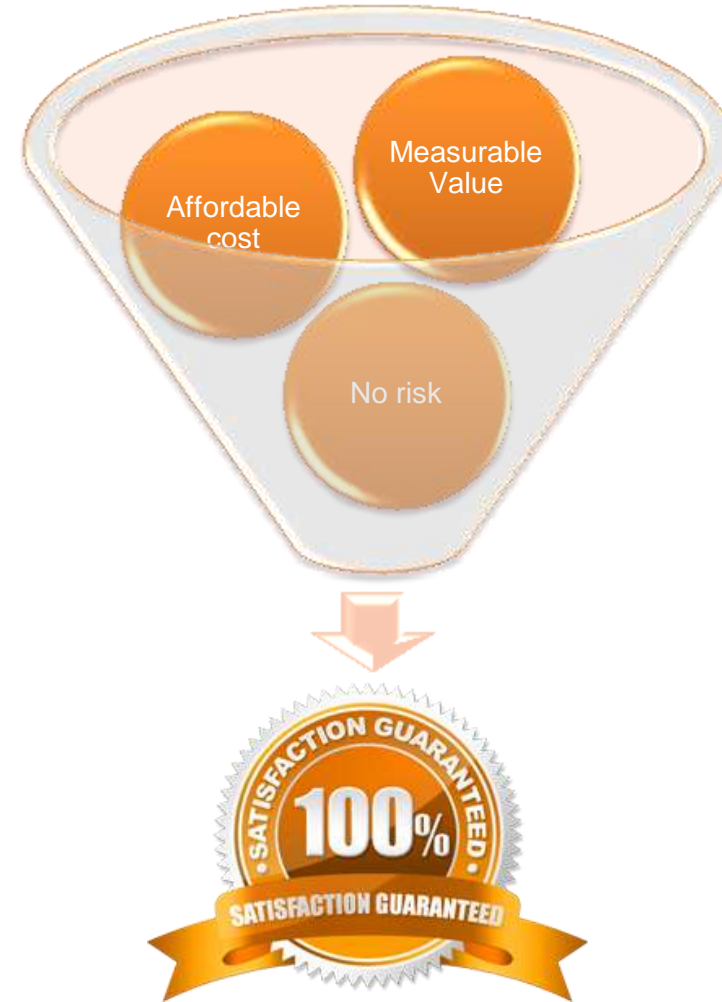 Measurable
Value
Affordable
cost
No risk
SATISFACTION GUARANTEED
100%
SATISFACTION GUARANTEED